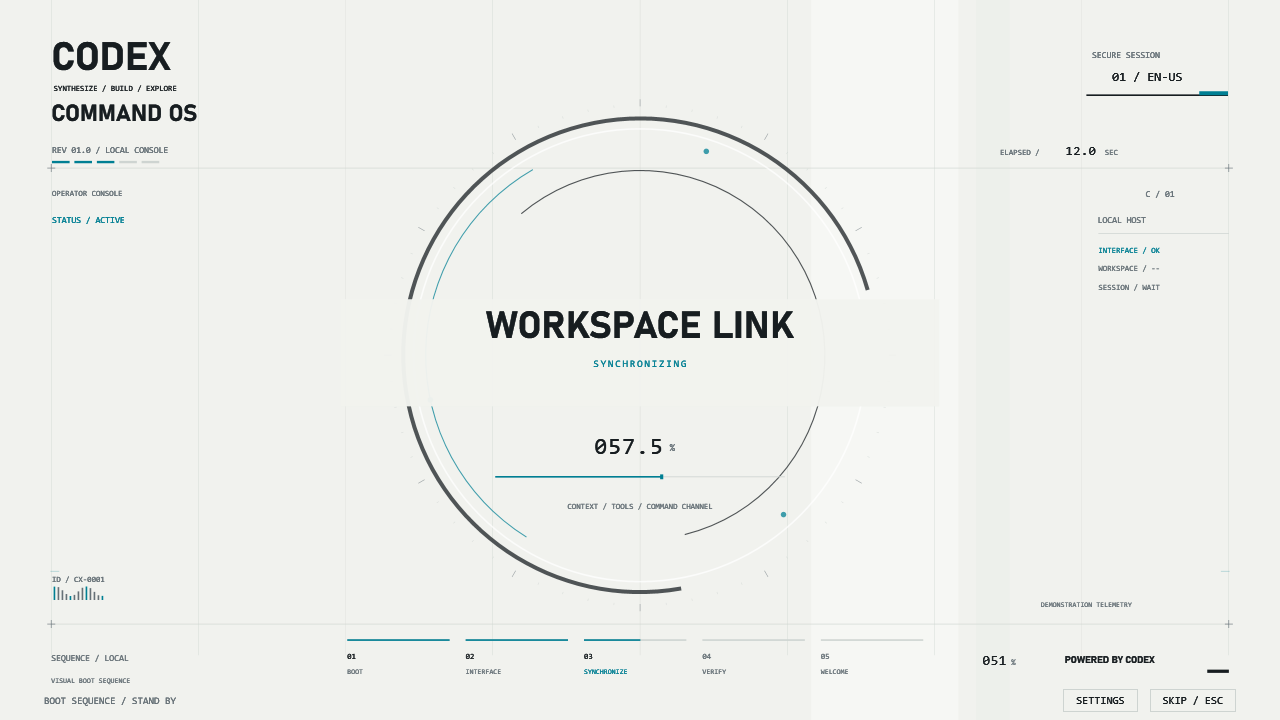 CODEX
SYNTHESIZE / BUILD / EXPLORE
COMMAND OS
REV 01.0 / LOCAL CONSOLE
OPERATOR CONSOLE
STATUS / ACTIVE
SECURE SESSION
01 / EN-US
ELAPSED / 12.0 SEC
C / 01
LOCAL HOST
INTERFACE / OK
WORKSPACE / --
SESSION / WAIT
WORKSPACE LINK
SYNCHRONIZING
057.5 %
CONTEXT / TOOLS / COMMAND CHANNEL
ID / CX-0001
DEMONSTRATION TELEMETRY
SEQUENCE / LOCAL
VISUAL BOOT SEQUENCE
BOOT SEQUENCE / STAND BY
01
BOOT
02
INTERFACE
03
SYNCHRONIZE
04
VERIFY
05
WELCOME
051 %
POWERED BY CODEX
SETTINGS
SKIP / ESC